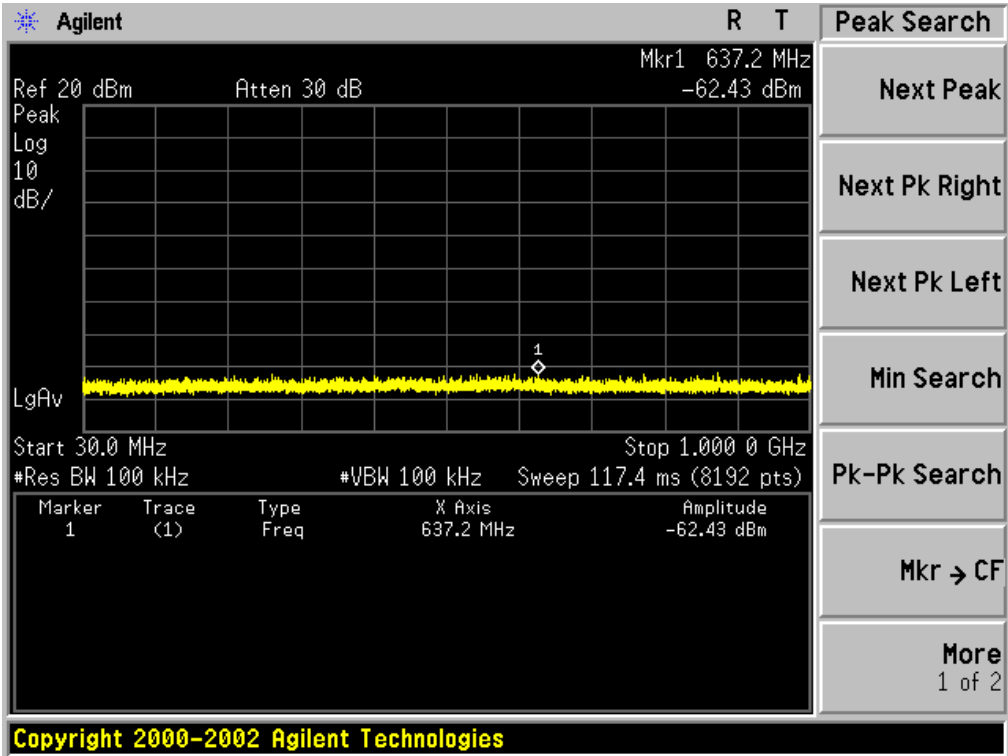 Agilent R T Peak Search
Mkr1 637.2 MHz
Ref 20 dBm Atten 30 dB -62.43 dBm
Peak
Log
10
dB/
1
LgAv
Start 30.0 MHz Stop 1.000 0 GHz
#Res BW 100 kHz #VBW 100 kHz Sweep 117.4 ms (8192 pts)
Marker Trace Type X Axis Amplitude
1 (1) Freq 637.2 MHz -62.43 dBm
Next Peak
Next Pk Right
Next Pk Left
Min Search
Pk-Pk Search
Mkr → CF
More
1 of 2
Copyright 2000-2002 Agilent Technologies